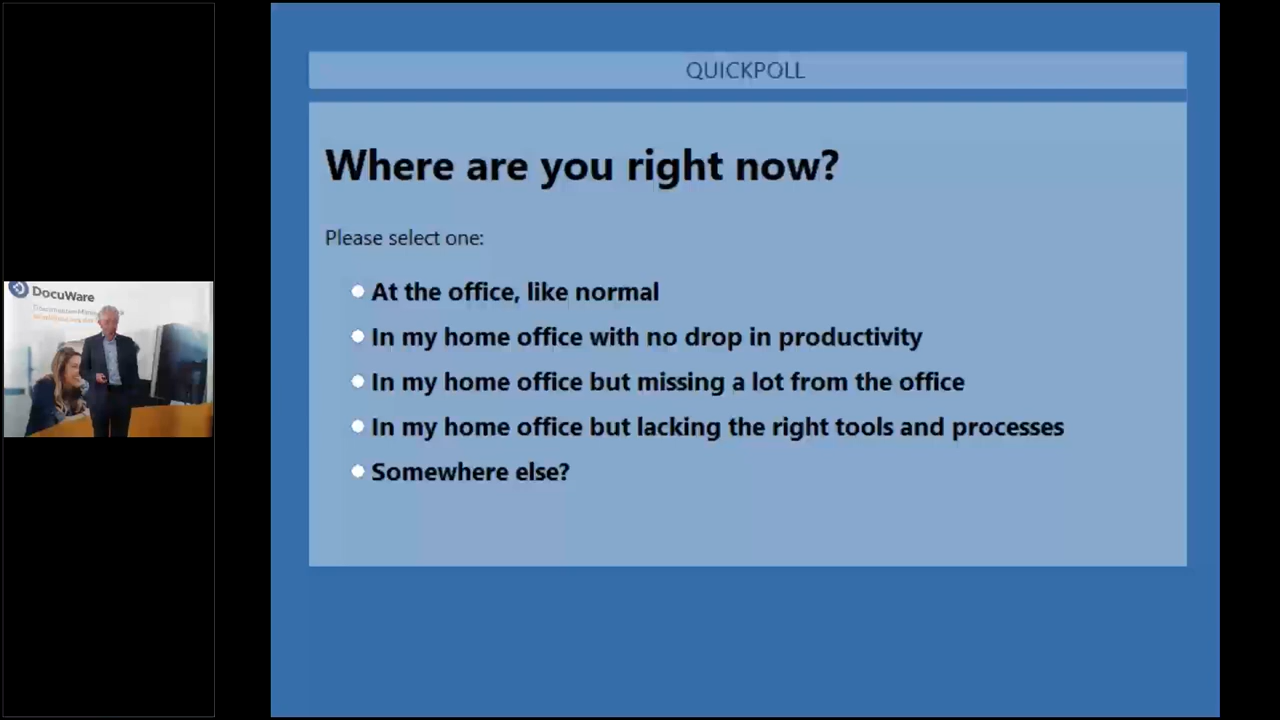 QUICKPOLL
Where are you right now?
Please select one:
At the office, like normal
In my home office with no drop in productivity
In my home office but missing a lot from the office
In my home office but lacking the right tools and processes
Somewhere else?
DocuWare